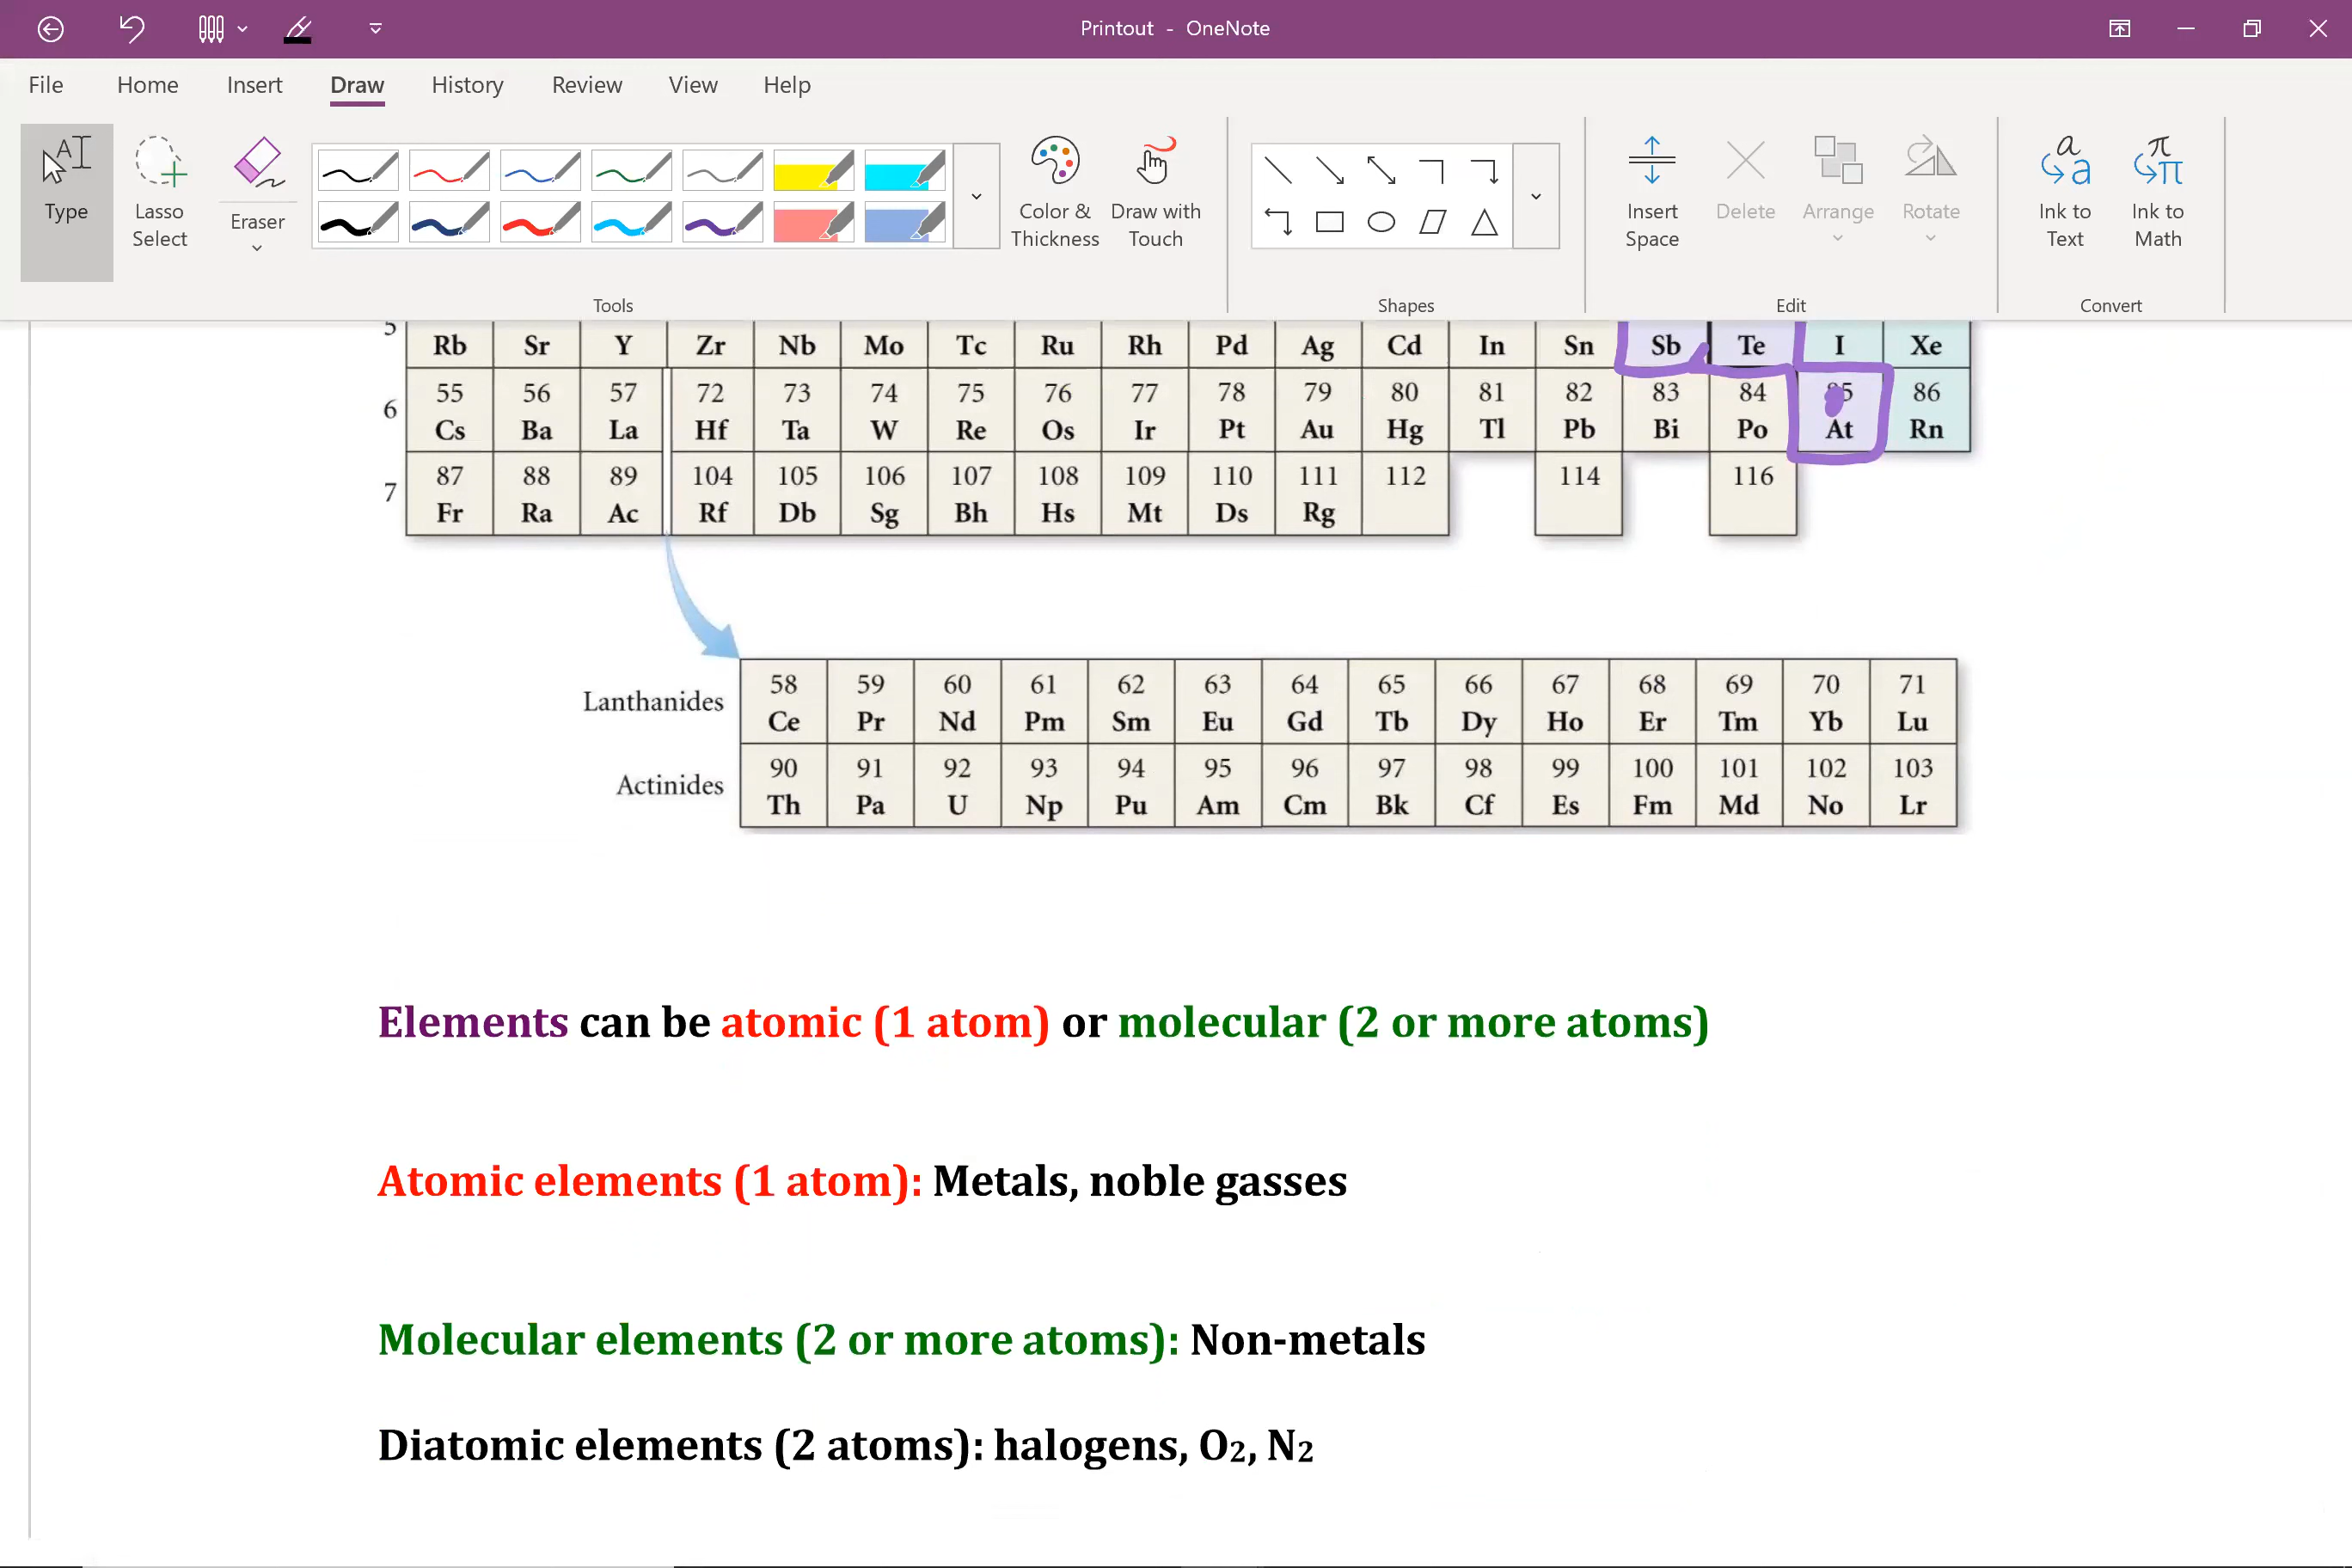 Printout - OneNote
File Home Insert Draw History Review View Help
Type Lasso Select Eraser Color & Thickness Draw with Touch Insert Space Delete Arrange Rotate Ink to Text Ink to Math
Tools Shapes Edit Convert
5 Rb Sr Y Zr Nb Mo Tc Ru Rh Pd Ag Cd In Sn Sb Te I Xe
55 56 57 72 73 74 75 76 77 78 79 80 81 82 83 84 85 86
6 Cs Ba La Hf Ta W Re Os Ir Pt Au Hg Tl Pb Bi Po At Rn
87 88 89 104 105 106 107 108 109 110 111 112 114 116
7 Fr Ra Ac Rf Db Sg Bh Hs Mt Ds Rg
58 59 60 61 62 63 64 65 66 67 68 69 70 71
Lanthanides Ce Pr Nd Pm Sm Eu Gd Tb Dy Ho Er Tm Yb Lu
90 91 92 93 94 95 96 97 98 99 100 101 102 103
Actinides Th Pa U Np Pu Am Cm Bk Cf Es Fm Md No Lr
Elements can be atomic (1 atom) or molecular (2 or more atoms)
Atomic elements (1 atom): Metals, noble gasses
Molecular elements (2 or more atoms): Non-metals
Diatomic elements (2 atoms): halogens, O₂, N₂